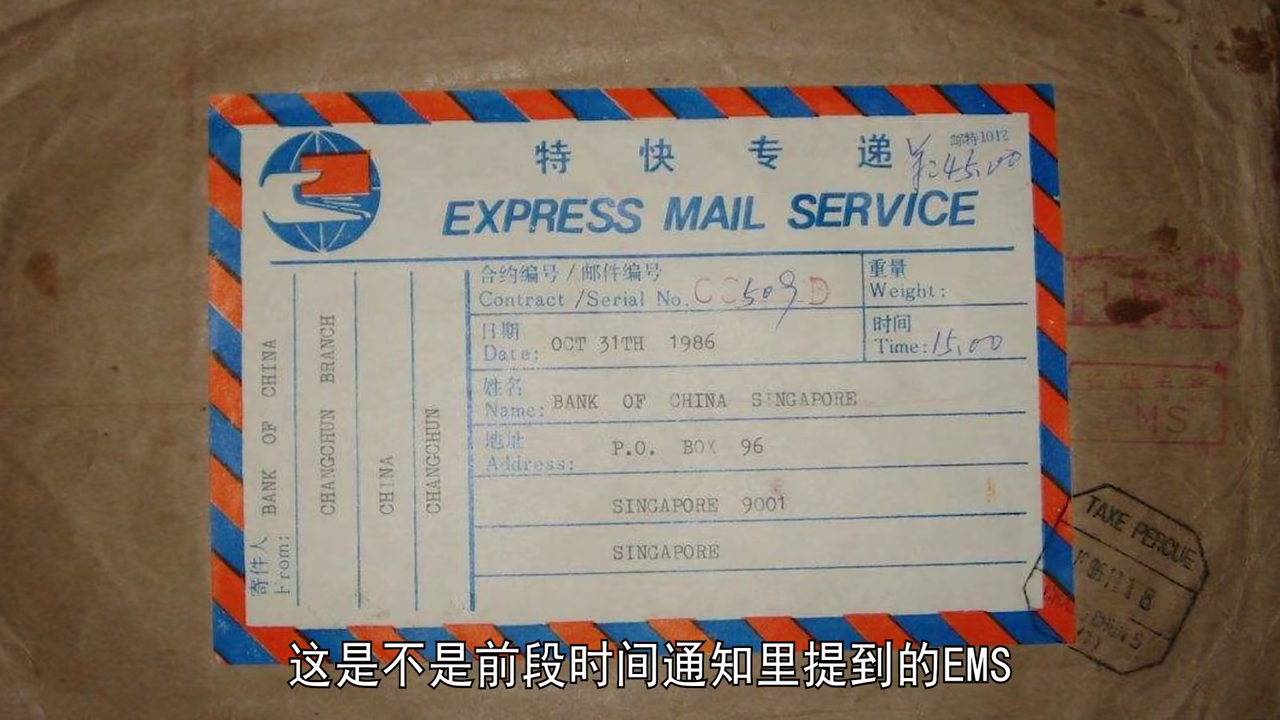 特快专递
邮特1012
¥:45.00
EXPRESS MAIL SERVICE
合约编号/邮件编号
Contract /Serial No.
重量
Weight:
日期
Date: OCT 31TH 1986
时间
Time: 15.00
姓名
Name: BANK OF CHINA SINGAPORE
地址
Address: P.O. BOX 96
SINGAPORE 9001
SINGAPORE
寄件人
From: BANK OF CHINA
CHANGCHUN BRANCH
CHINA
CHANGCHUN
EMS
TAXE PERCUE
这是不是前段时间通知里提到的EMS